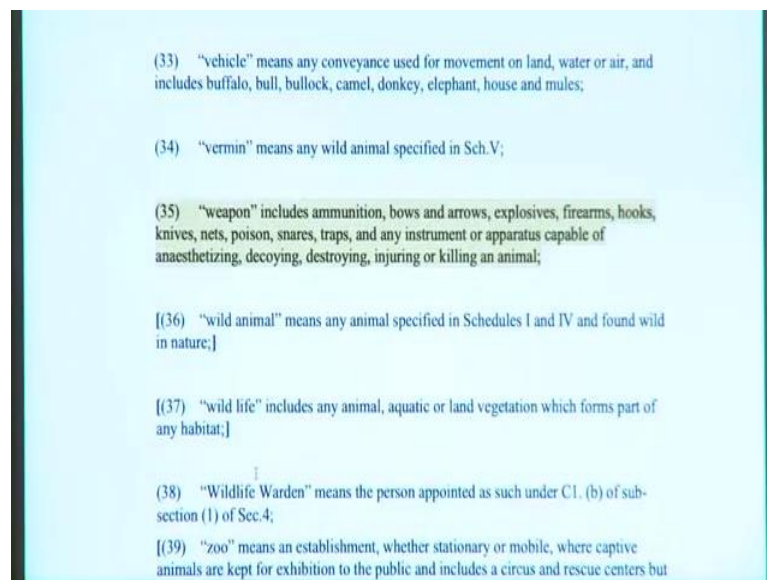 (33) “vehicle” means any conveyance used for movement on land, water or air, and
includes buffalo, bull, bullock, camel, donkey, elephant, house and mules;
(34) “vermin” means any wild animal specified in Sch.V;
(35) “weapon” includes ammunition, bows and arrows, explosives, firearms, hooks,
knives, nets, poison, snares, traps, and any instrument or apparatus capable of
anaesthetizing, decoying, destroying, injuring or killing an animal;
[(36) “wild animal” means any animal specified in Schedules I and IV and found wild
in nature;]
[(37) “wild life” includes any animal, aquatic or land vegetation which forms part of
any habitat;]
(38) “Wildlife Warden” means the person appointed as such under C1. (b) of sub-
section (1) of Sec.4;
[(39) “zoo” means an establishment, whether stationary or mobile, where captive
animals are kept for exhibition to the public and includes a circus and rescue centers but